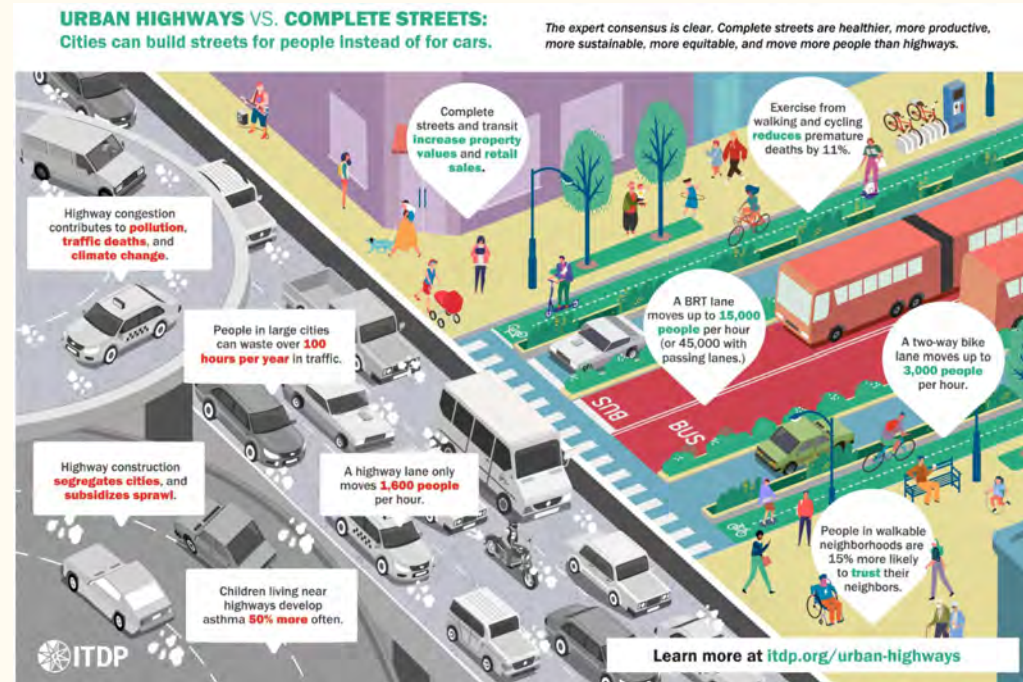 URBAN HIGHWAYS VS. COMPLETE STREETS:
Cities can build streets for people instead of for cars.
The expert consensus is clear. Complete streets are healthier, more productive,
more sustainable, more equitable, and move more people than highways.
Complete
streets and transit
increase property
values and retail
sales.
Exercise from
walking and cycling
reduces premature
deaths by 11%.
Highway congestion
contributes to pollution,
traffic deaths, and
climate change.
People in large cities
can waste over 100
hours per year in traffic.
A BRT lane
moves up to 15,000
people per hour
(or 45,000 with
passing lanes.)
A two-way bike
lane moves up to
3,000 people
per hour.
BUS
BUS
Highway construction
segregates cities, and
subsidizes sprawl.
A highway lane only
moves 1,600 people
per hour.
People in walkable
neighborhoods are
15% more likely
to trust their
neighbors.
Children living near
highways develop
asthma 50% more often.
ITDP
Learn more at itdp.org/urban-highways